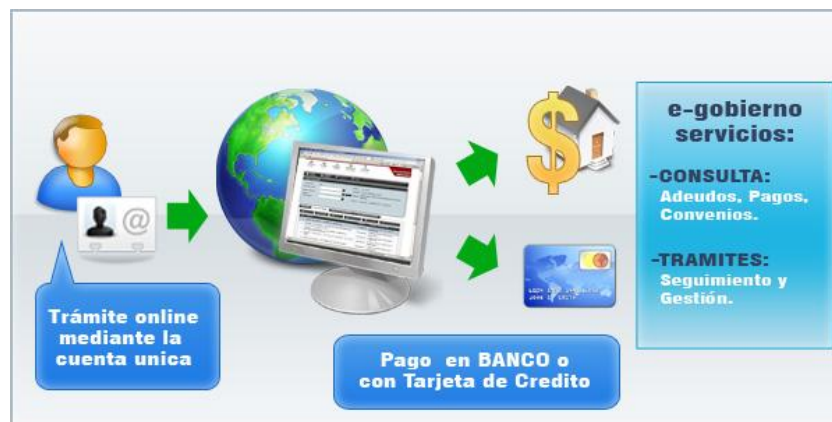 Trámite online
mediante la
cuenta unica
@
Pago en BANCO o
con Tarjeta de Credito
e-gobierno
servicios:
-CONSULTA:
Adeudos, Pagos,
Convenios.
-TRAMITES:
Seguimiento y
Gestión.